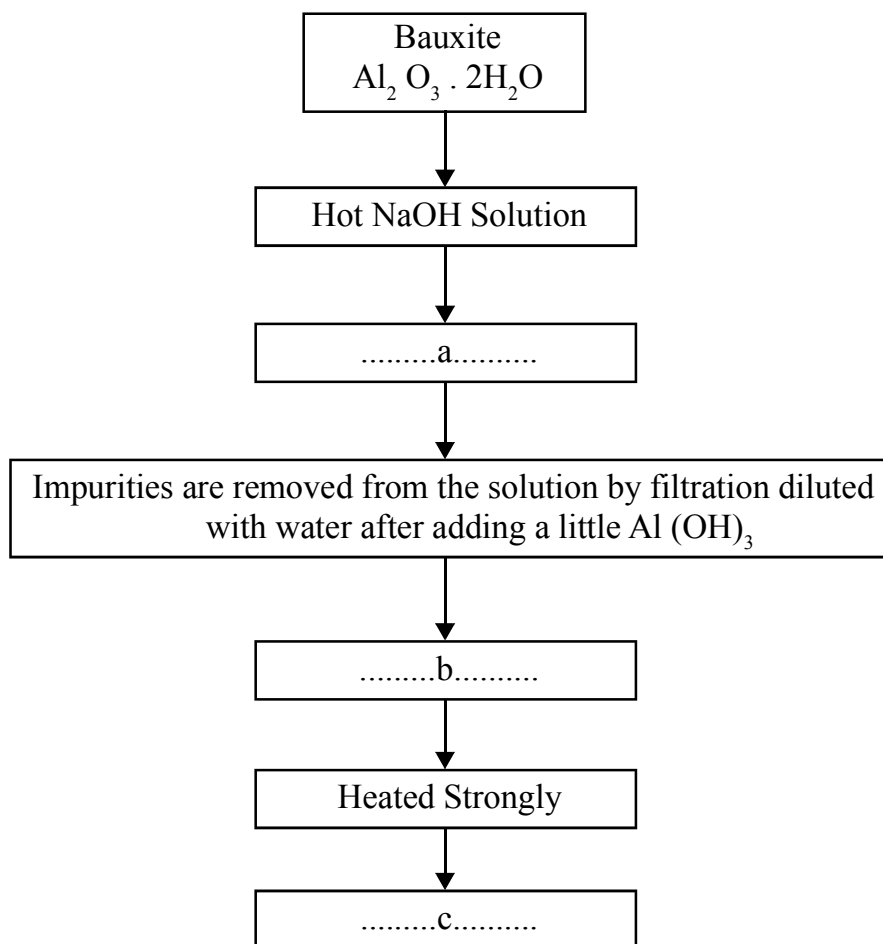 Bauxite
Al₂ O₃ . 2H₂O
Hot NaOH Solution
.........a..........
Impurities are removed from the solution by filtration diluted
with water after adding a little Al (OH)₃
.........b..........
Heated Strongly
.........c..........